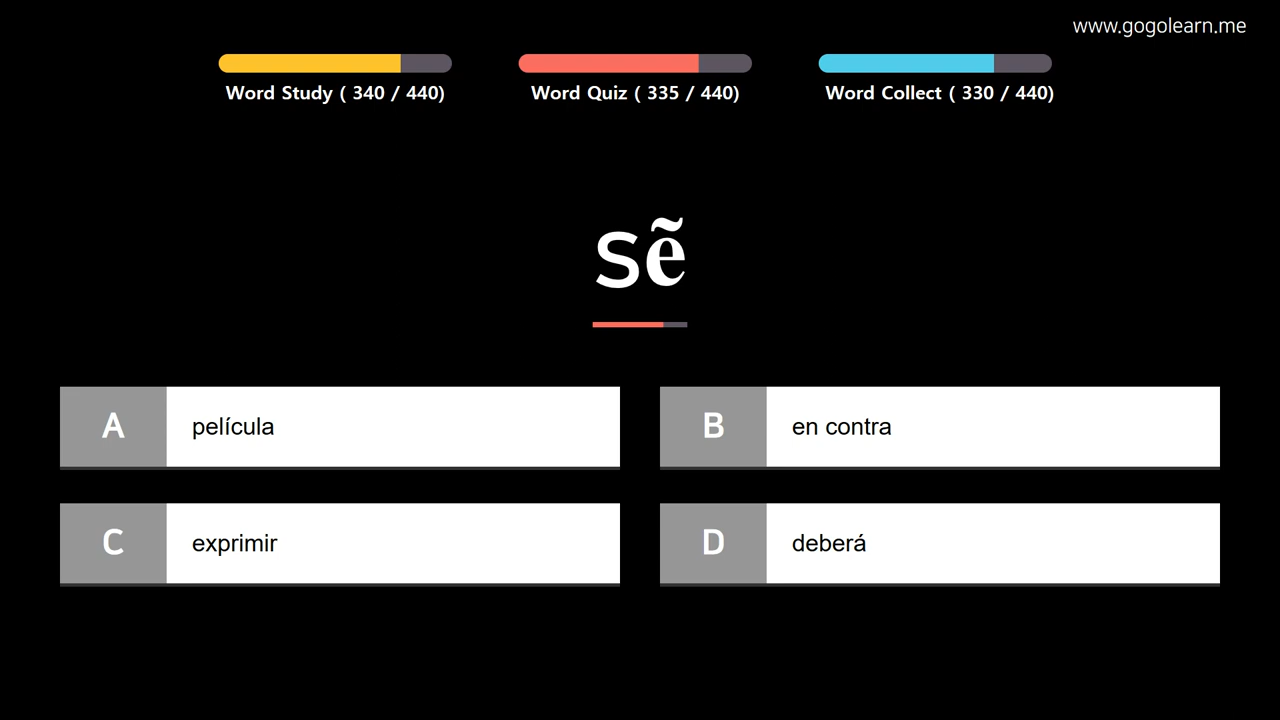 www.gogolearn.me
Word Study ( 340 / 440)
Word Quiz ( 335 / 440)
Word Collect ( 330 / 440)
sẽ
A película
B en contra
C exprimir
D deberá